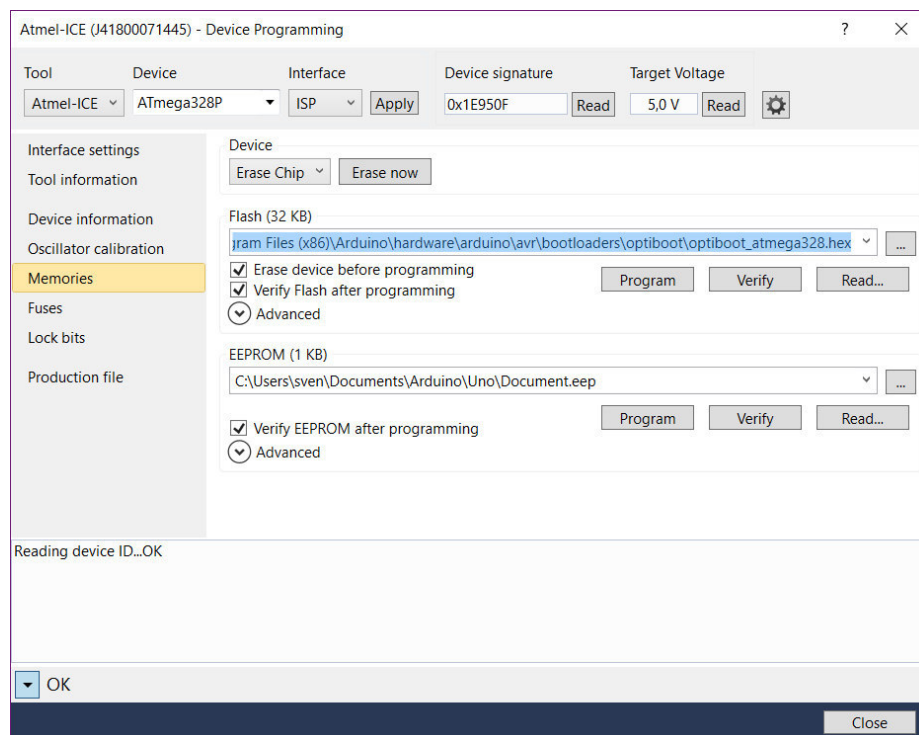 Atmel-ICE (J41800071445) - Device Programming
? ×
Tool Device Interface Device signature Target Voltage
Atmel-ICE ATmega328P ISP Apply 0x1E950F Read 5,0 V Read
Interface settings
Tool information
Device information
Oscillator calibration
Memories
Fuses
Lock bits
Production file
Device
Erase Chip Erase now
Flash (32 KB)
gram Files (x86)\Arduino\hardware\arduino\avr\bootloaders\optiboot\optiboot_atmega328.hex ...
Erase device before programming
Verify Flash after programming
Program Verify Read...
Advanced
EEPROM (1 KB)
C:\Users\sven\Documents\Arduino\Uno\Document.eep ...
Program Verify Read...
Verify EEPROM after programming
Advanced
Reading device ID...OK
OK
Close